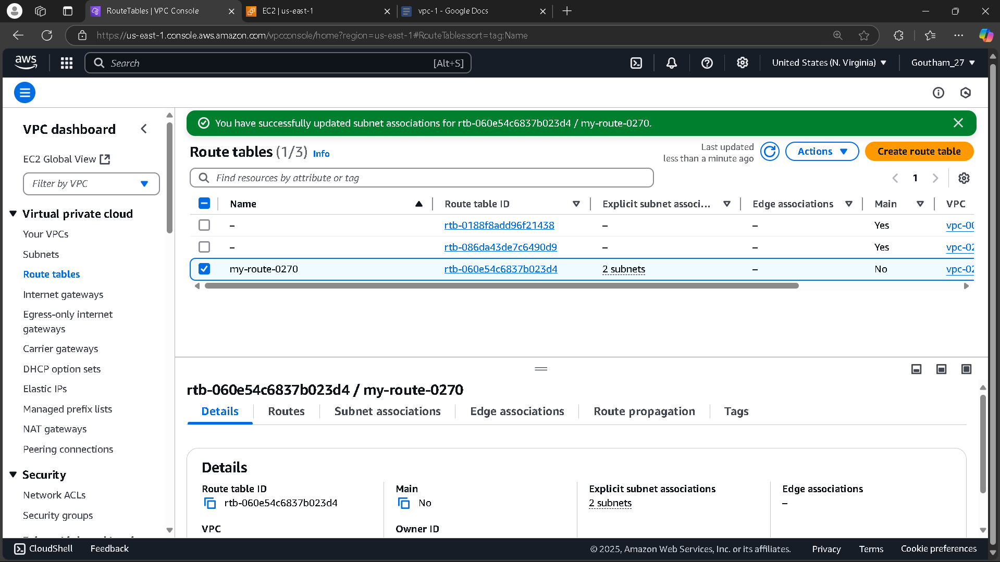 RouteTables | VPC Console
EC2 | us-east-1
vpc-1 - Google Docs
https://us-east-1.console.aws.amazon.com/vpcconsole/home?region=us-east-1#RouteTables:sort=tag:Name
aws
Search
[Alt+S]
United States (N. Virginia)
Goutham_27
VPC dashboard
EC2 Global View
Filter by VPC
Virtual private cloud
Your VPCs
Subnets
Route tables
Internet gateways
Egress-only internet
gateways
Carrier gateways
DHCP option sets
Elastic IPs
Managed prefix lists
NAT gateways
Peering connections
Security
Network ACLs
Security groups
You have successfully updated subnet associations for rtb-060e54c6837b023d4 / my-route-0270.
Route tables (1/3) Info
Last updated
less than a minute ago
Actions
Create route table
Find resources by attribute or tag
1
Name Route table ID Explicit subnet associ... Edge associations Main VPC
– rtb-0188f8add96f21438 – – Yes vpc-00
– rtb-086da43de7c6490d9 – – Yes vpc-02
my-route-0270 rtb-060e54c6837b023d4 2 subnets – No vpc-02
rtb-060e54c6837b023d4 / my-route-0270
Details Routes Subnet associations Edge associations Route propagation Tags
Details
Route table ID
rtb-060e54c6837b023d4
Main
No
Explicit subnet associations
2 subnets
Edge associations
–
VPC
Owner ID
CloudShell Feedback
© 2025, Amazon Web Services, Inc. or its affiliates. Privacy Terms Cookie preferences